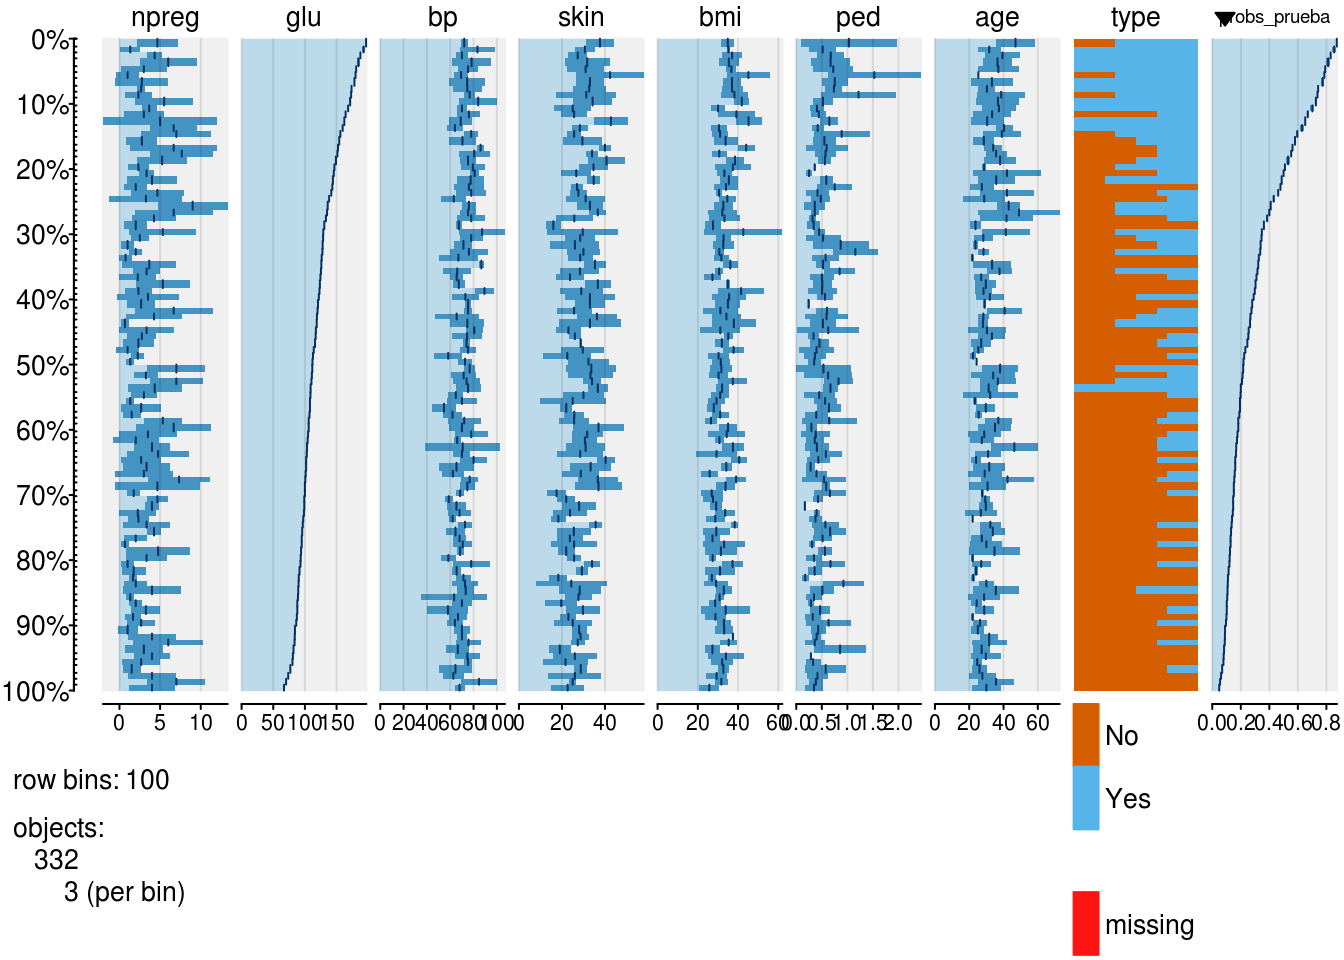 npreg glu bp skin bmi ped age type probs_prueba
0%
10%
20%
30%
40%
50%
60%
70%
80%
90%
100%
0 5 10 0 50 100 150 0 20 40 60 80 100 0 20 40 0 20 40 60 0.0 0.5 1.0 1.5 2.0 0 20 40 60 0.0 0.2 0.4 0.6 0.8
No
Yes
missing
row bins: 100
objects:
332
3 (per bin)